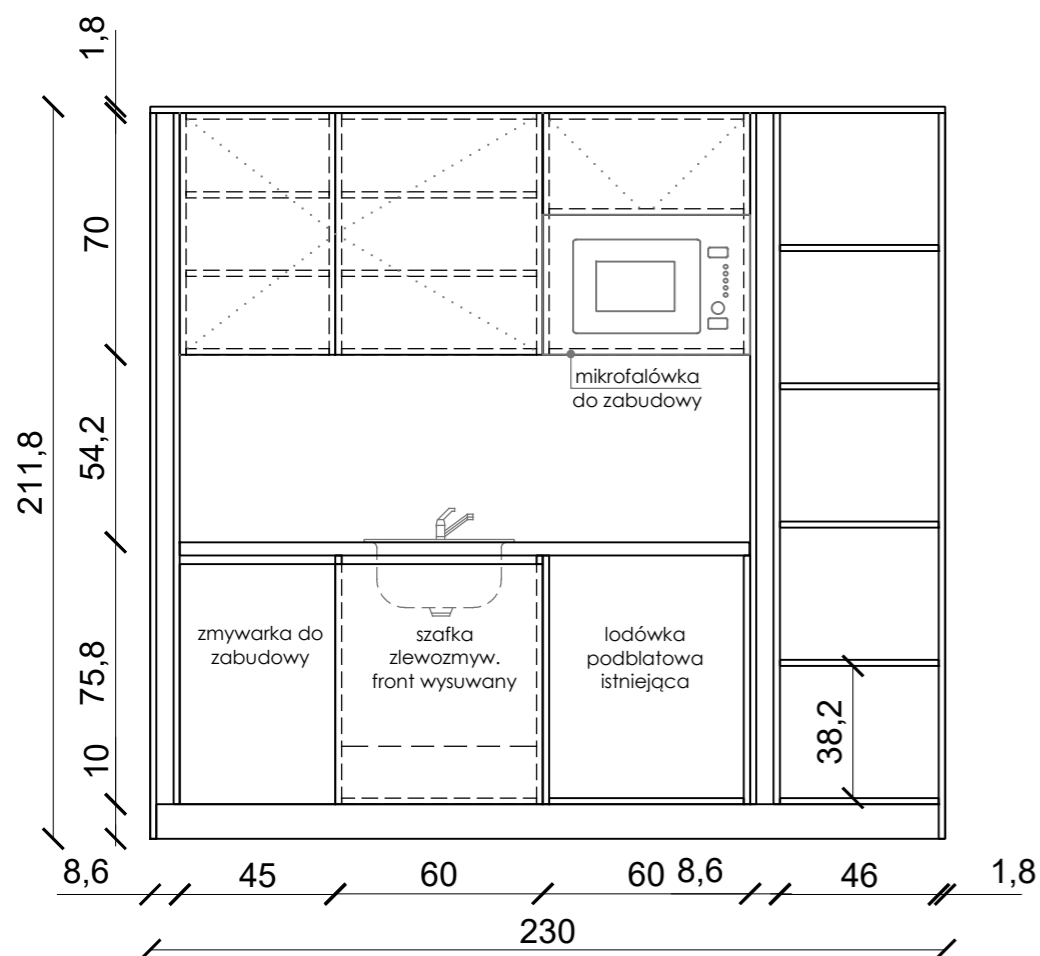 1,8
70
mikrofalówka
do zabudowy
54,2
211,8
zmywarka do
zabudowy
szafka
zlewozmyw.
front wysuwany
lodówka
podblatowa
istniejąca
75,8
38,2
10
8,6
45
60
60
8,6
46
1,8
230